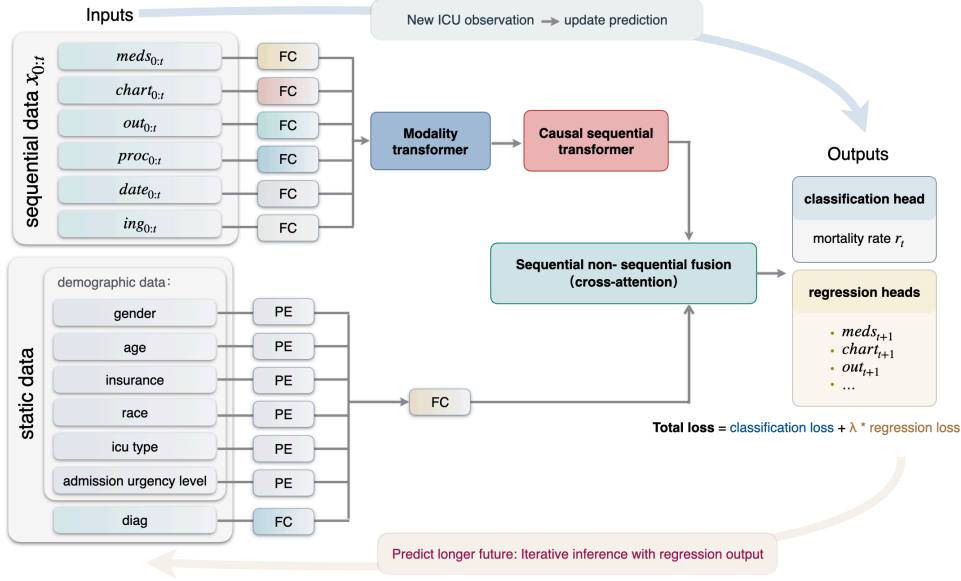 Inputs
New ICU observation → update prediction
sequential data x0:t
meds0:t
FC
chart0:t
FC
out0:t
FC
proc0:t
FC
date0:t
FC
ing0:t
FC
Modality
transformer
Causal sequential
transformer
static data
demographic data:
gender
PE
age
PE
insurance
PE
race
PE
icu type
PE
admission urgency level
PE
diag
FC
FC
Sequential non- sequential fusion
(cross-attention)
Outputs
classification head
mortality rate rt
regression heads
• medst+1
• chartt+1
• outt+1
• ...
Total loss = classification loss + λ * regression loss
Predict longer future: Iterative inference with regression output